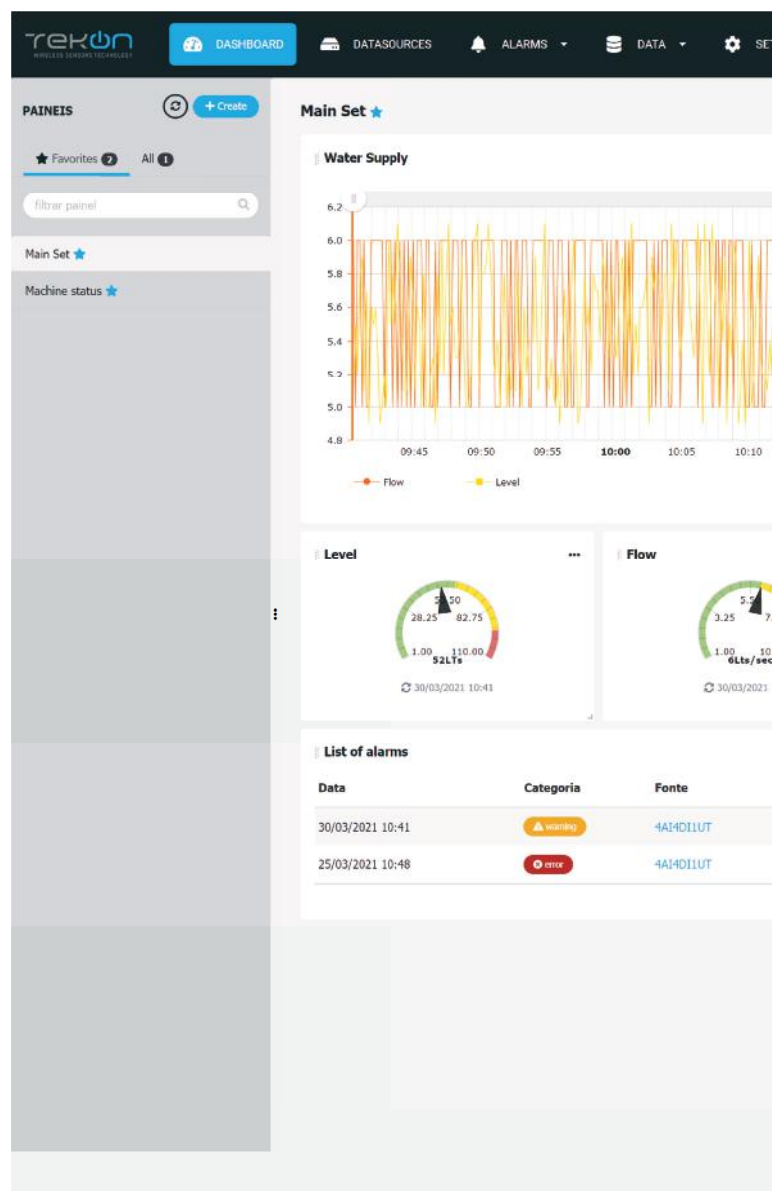 TEKON
WIRELESS SENSORS TECHNOLOGY
DASHBOARD
DATASOURCES
ALARMS
DATA
SET
PAINEIS
+ Create
Favorites 2
All 1
filtrar painel
Main Set
Machine status
Main Set
Water Supply
6.2
6.0
5.8
5.6
5.4
5.2
5.0
4.8
09:45 09:50 09:55 10:00 10:05 10:10
Flow Level
Level
28.25 82.75
1.00 110.00
52LTs
30/03/2021 10:41
Flow
3.25
1.00 10
6Lts/sec
30/03/2021
List of alarms
Data Categoria Fonte
30/03/2021 10:41 warning 4AI4DI1UT
25/03/2021 10:48 error 4AI4DI1UT